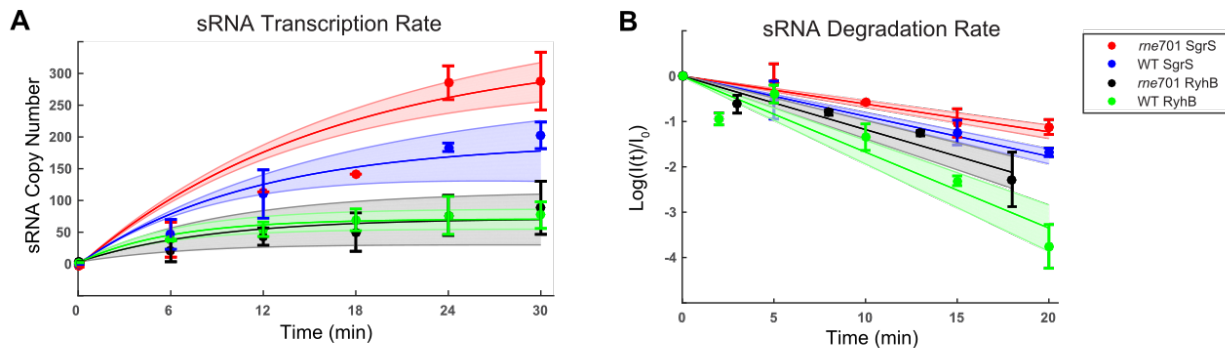 A
sRNA Transcription Rate
sRNA Copy Number
300
250
200
150
100
50
0
0 6 12 18 24 30
Time (min)
B
sRNA Degradation Rate
Log(I(t)/I₀)
0
-1
-2
-3
-4
0 5 10 15 20
Time (min)
rne701 SgrS
WT SgrS
rne701 RyhB
WT RyhB